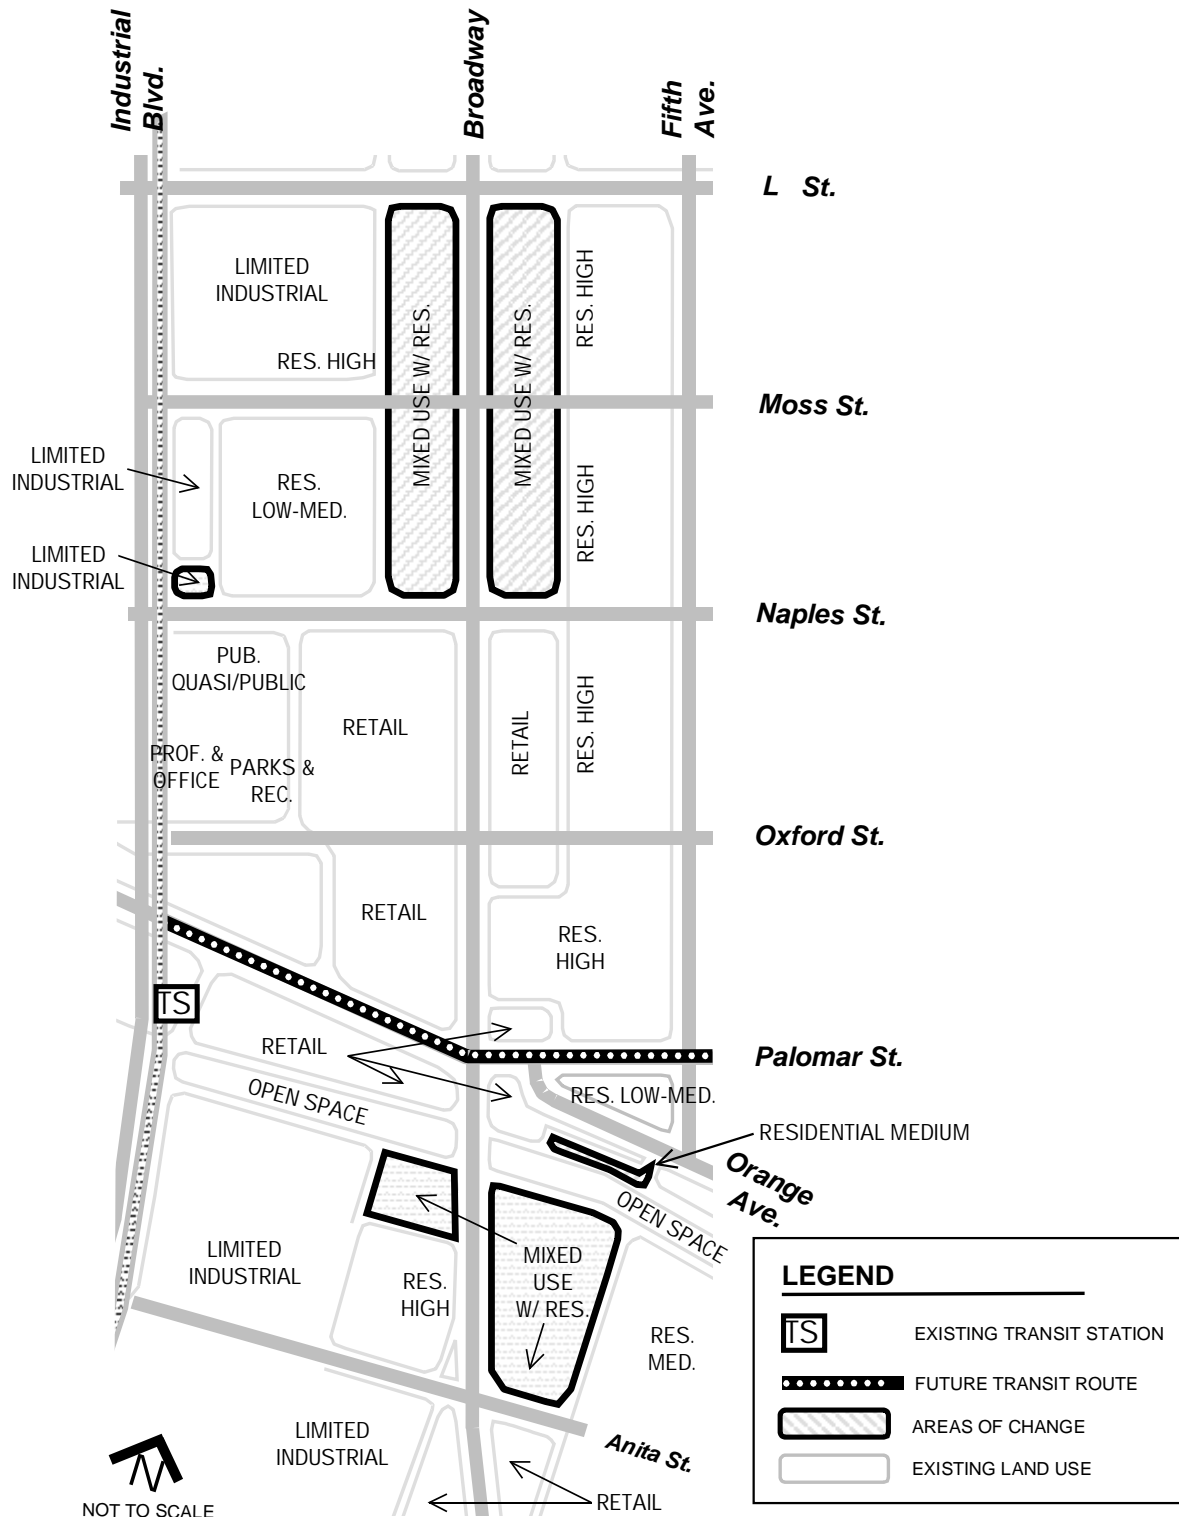 Industrial
Blvd.
Broadway
Fifth
Ave.
L St.
LIMITED
INDUSTRIAL
RES. HIGH
MIXED USE W/ RES.
MIXED USE W/ RES.
RES. HIGH
Moss St.
LIMITED
INDUSTRIAL
RES.
LOW-MED.
RES. HIGH
LIMITED
INDUSTRIAL
Naples St.
PUB.
QUASI/PUBLIC
RETAIL
RETAIL
RES. HIGH
PROF. &
OFFICE
PARKS &
REC.
Oxford St.
RETAIL
RES.
HIGH
TS
RETAIL
Palomar St.
OPEN SPACE
RES. LOW-MED.
RESIDENTIAL MEDIUM
Orange
Ave.
OPEN SPACE
LIMITED
INDUSTRIAL
RES.
HIGH
MIXED
USE
W/ RES.
RES.
MED.
LIMITED
INDUSTRIAL
Anita St.
RETAIL
NOT TO SCALE
LEGEND
TS
EXISTING TRANSIT STATION
FUTURE TRANSIT ROUTE
AREAS OF CHANGE
EXISTING LAND USE